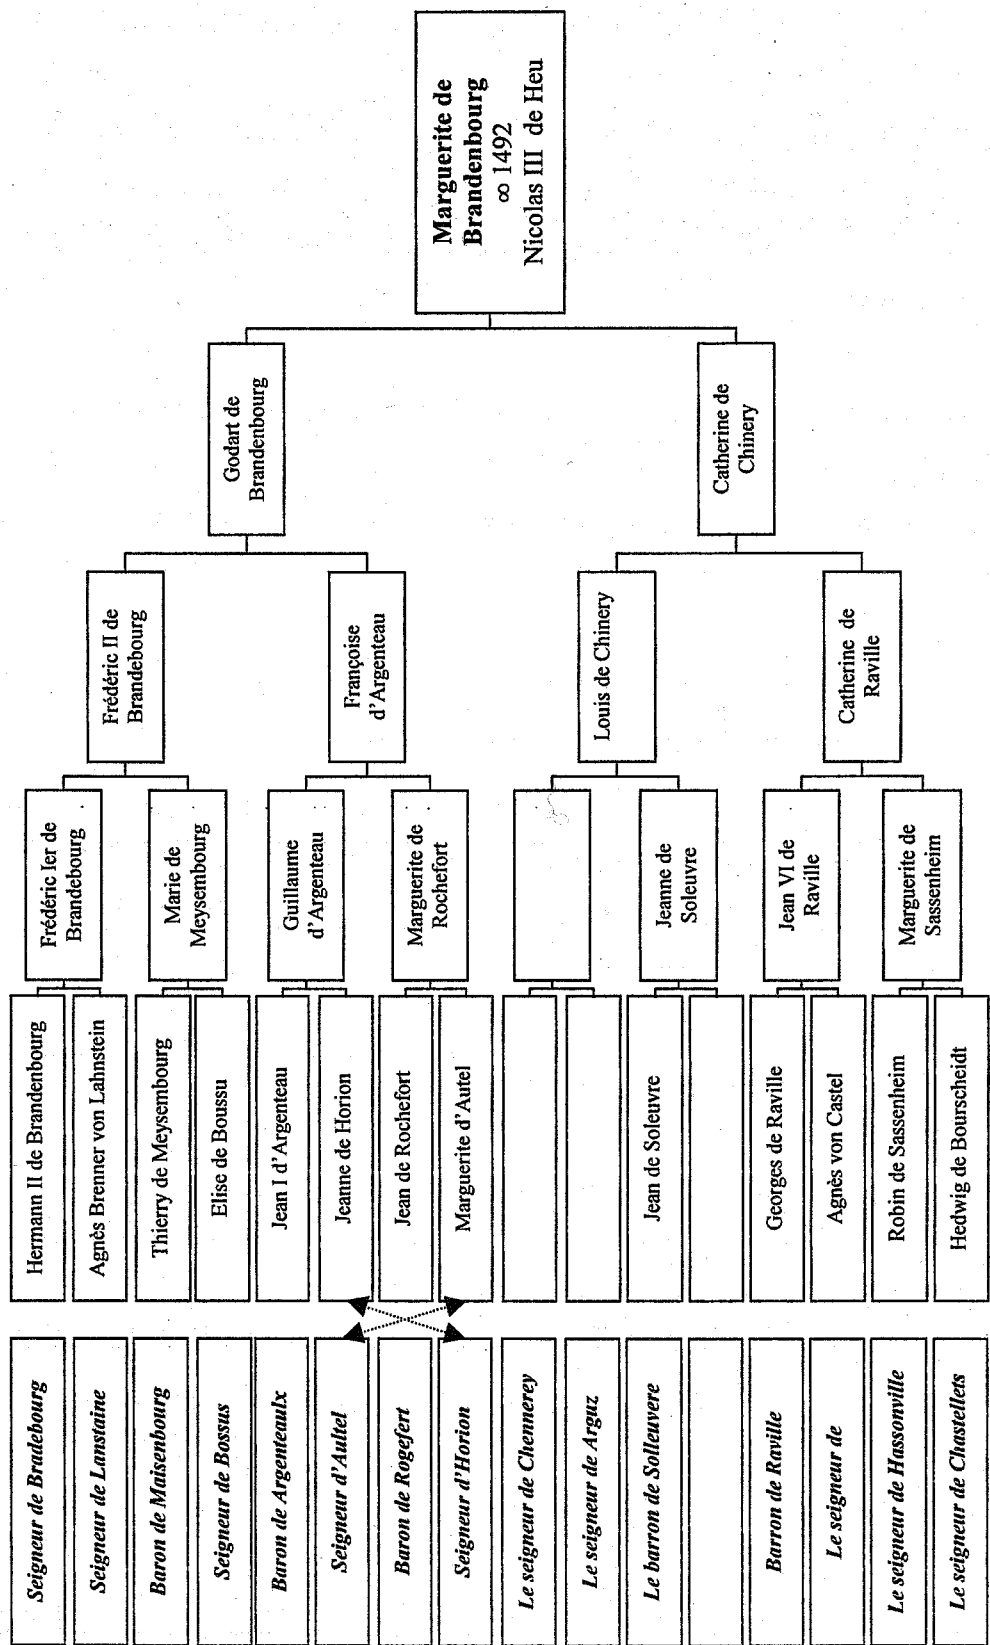 Marguerite de
Brandenbourg
∞ 1492
Nicolas III de Heu
Godart de
Brandenbourg
Catherine de
Chinery
Frédéric II de
Brandebourg
Françoise
d'Argenteau
Louis de Chinery
Catherine de
Raville
Frédéric Ier de
Brandebourg
Marie de
Meysembourg
Guillaume
d'Argenteau
Marguerite de
Rochefort
Jeanne de
Soleuvre
Jean VI de
Raville
Marguerite de
Sassenheim
Hermann II de Brandenbourg
Agnès Brenner von Lahnstein
Thierry de Meysembourg
Elise de Boussu
Jean I d'Argenteau
Jeanne de Horion
Jean de Rochefort
Marguerite d'Autel
Jean de Soleuvre
Georges de Raville
Agnès von Castel
Robin de Sassenheim
Hedwig de Bourscheidt
Seigneur de Bradebourg
Seigneur de Lanstaine
Baron de Maisenbourg
Seigneur de Bossus
Baron de Argenteaulx
Seigneur d'Aultel
Baron de Rogefert
Seigneur d'Horion
Le seigneur de Chennerey
Le seigneur de Arguz
Le barron de Solleuvere
Barron de Raville
Le seigneur de
Le seigneur de Hassonville
Le seigneur de Chastellets